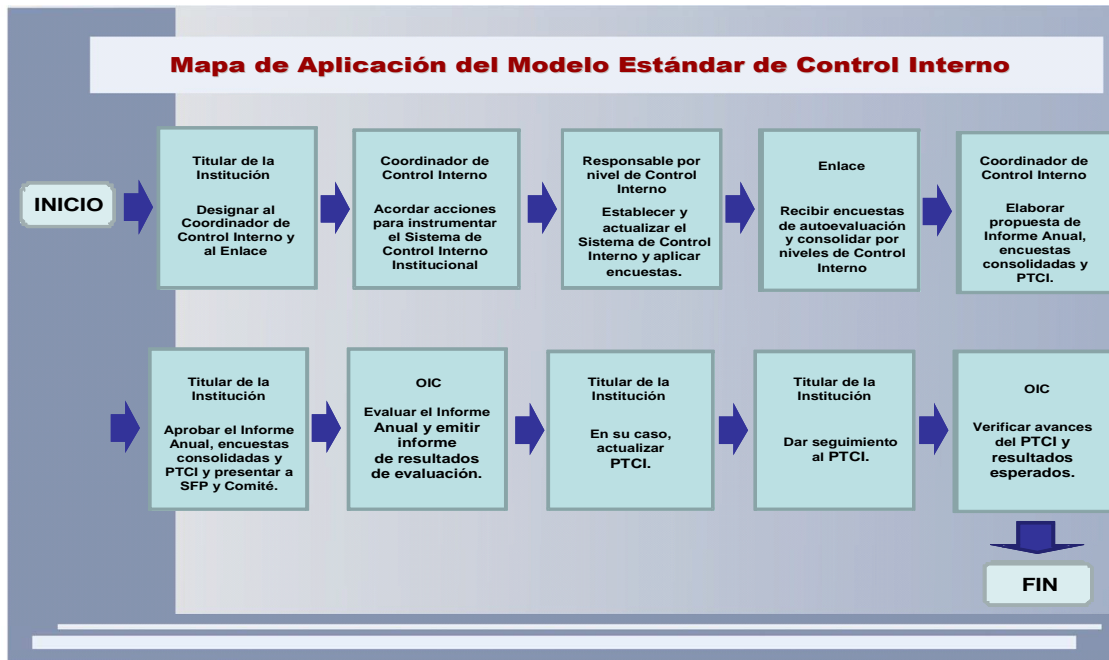 Mapa de Aplicación del Modelo Estándar de Control Interno
INICIO
Titular de la
Institución
Designar al
Coordinador de
Control Interno y
al Enlace
Coordinador de
Control Interno
Acordar acciones
para instrumentar
el Sistema de
Control Interno
Institucional
Responsable por
nivel de Control
Interno
Establecer y
actualizar el
Sistema de Control
Interno y aplicar
encuestas.
Enlace
Recibir encuestas
de autoevaluación
y consolidar por
niveles de Control
Interno
Coordinador de
Control Interno
Elaborar
propuesta de
Informe Anual,
encuestas
consolidadas y
PTCI.
Titular de la
Institución
Aprobar el Informe
Anual, encuestas
consolidadas y
PTCI y presentar a
SFP y Comité.
OIC
Evaluar el Informe
Anual y emitir
informe
de resultados
de evaluación.
Titular de la
Institución
En su caso,
actualizar
PTCI.
Titular de la
Institución
Dar seguimiento
al PTCI.
OIC
Verificar avances
del PTCI y
resultados
esperados.
FIN